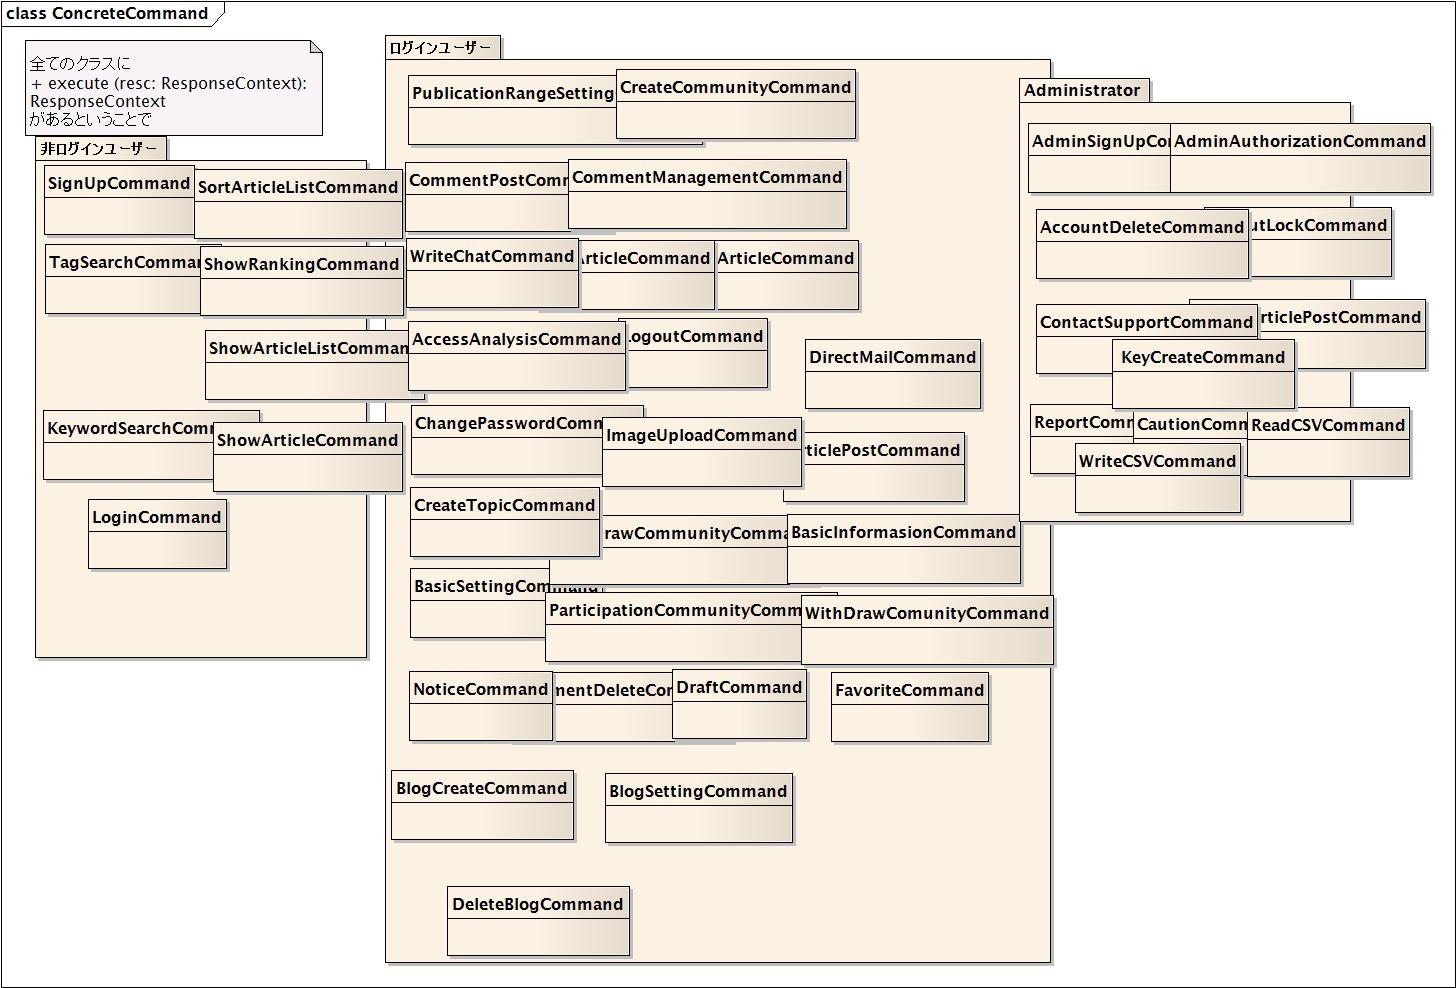 class ConcreteCommand
全てのクラスに
+ execute (resc: ResponseContext):
ResponseContext
があるということで
非ログインユーザー
SignUpCommand
SortArticleListCommand
TagSearchComman
ShowRankingCommand
ShowArticleListComman
KeywordSearchComm
ShowArticleCommand
LoginCommand
ログインユーザー
PublicationRangeSetting
CreateCommunityCommand
CommentPostComm
CommentManagementCommand
WriteChatCommand
ArticleCommand
ArticleCommand
AccessAnalysisCommand
ogoutCommand
DirectMailCommand
ChangePasswordComm
ImageUploadCommand
rticlePostCommand
CreateTopicCommand
rawCommunityComma
BasicInformasionCommand
BasicSettingCommand
ParticipationCommunityComm
WithDrawComunityCommand
NoticeCommand
mentDeleteCom
DraftCommand
FavoriteCommand
BlogCreateCommand
BlogSettingCommand
DeleteBlogCommand
Administrator
AdminSignUpCo
AdminAuthorizationCommand
AccountDeleteCommand
utLockCommand
ContactSupportCommand
rticlePostCommand
KeyCreateCommand
ReportComm
CautionComm
ReadCSVCommand
WriteCSVCommand